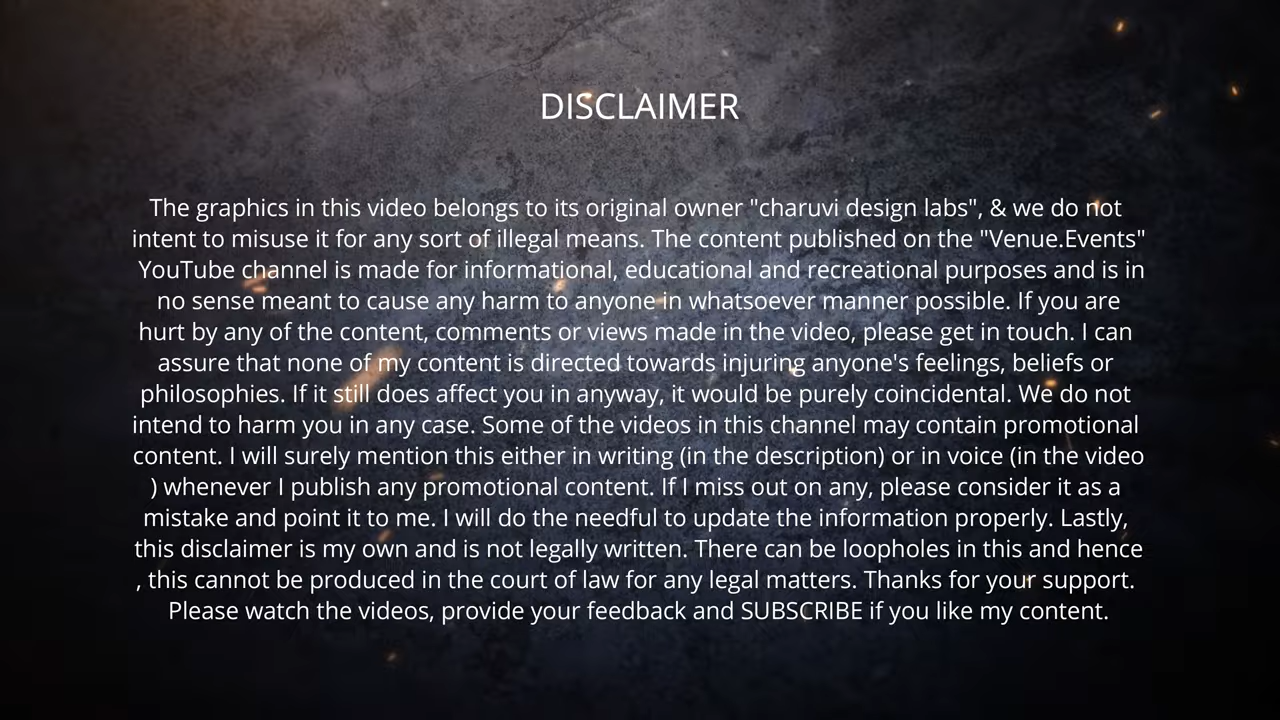 DISCLAIMER
The graphics in this video belongs to its original owner "charuvi design labs", & we do not
intent to misuse it for any sort of illegal means. The content published on the "Venue.Events"
YouTube channel is made for informational, educational and recreational purposes and is in
no sense meant to cause any harm to anyone in whatsoever manner possible. If you are
hurt by any of the content, comments or views made in the video, please get in touch. I can
assure that none of my content is directed towards injuring anyone's feelings, beliefs or
philosophies. If it still does affect you in anyway, it would be purely coincidental. We do not
intend to harm you in any case. Some of the videos in this channel may contain promotional
content. I will surely mention this either in writing (in the description) or in voice (in the video
) whenever I publish any promotional content. If I miss out on any, please consider it as a
mistake and point it to me. I will do the needful to update the information properly. Lastly,
this disclaimer is my own and is not legally written. There can be loopholes in this and hence
, this cannot be produced in the court of law for any legal matters. Thanks for your support.
Please watch the videos, provide your feedback and SUBSCRIBE if you like my content.